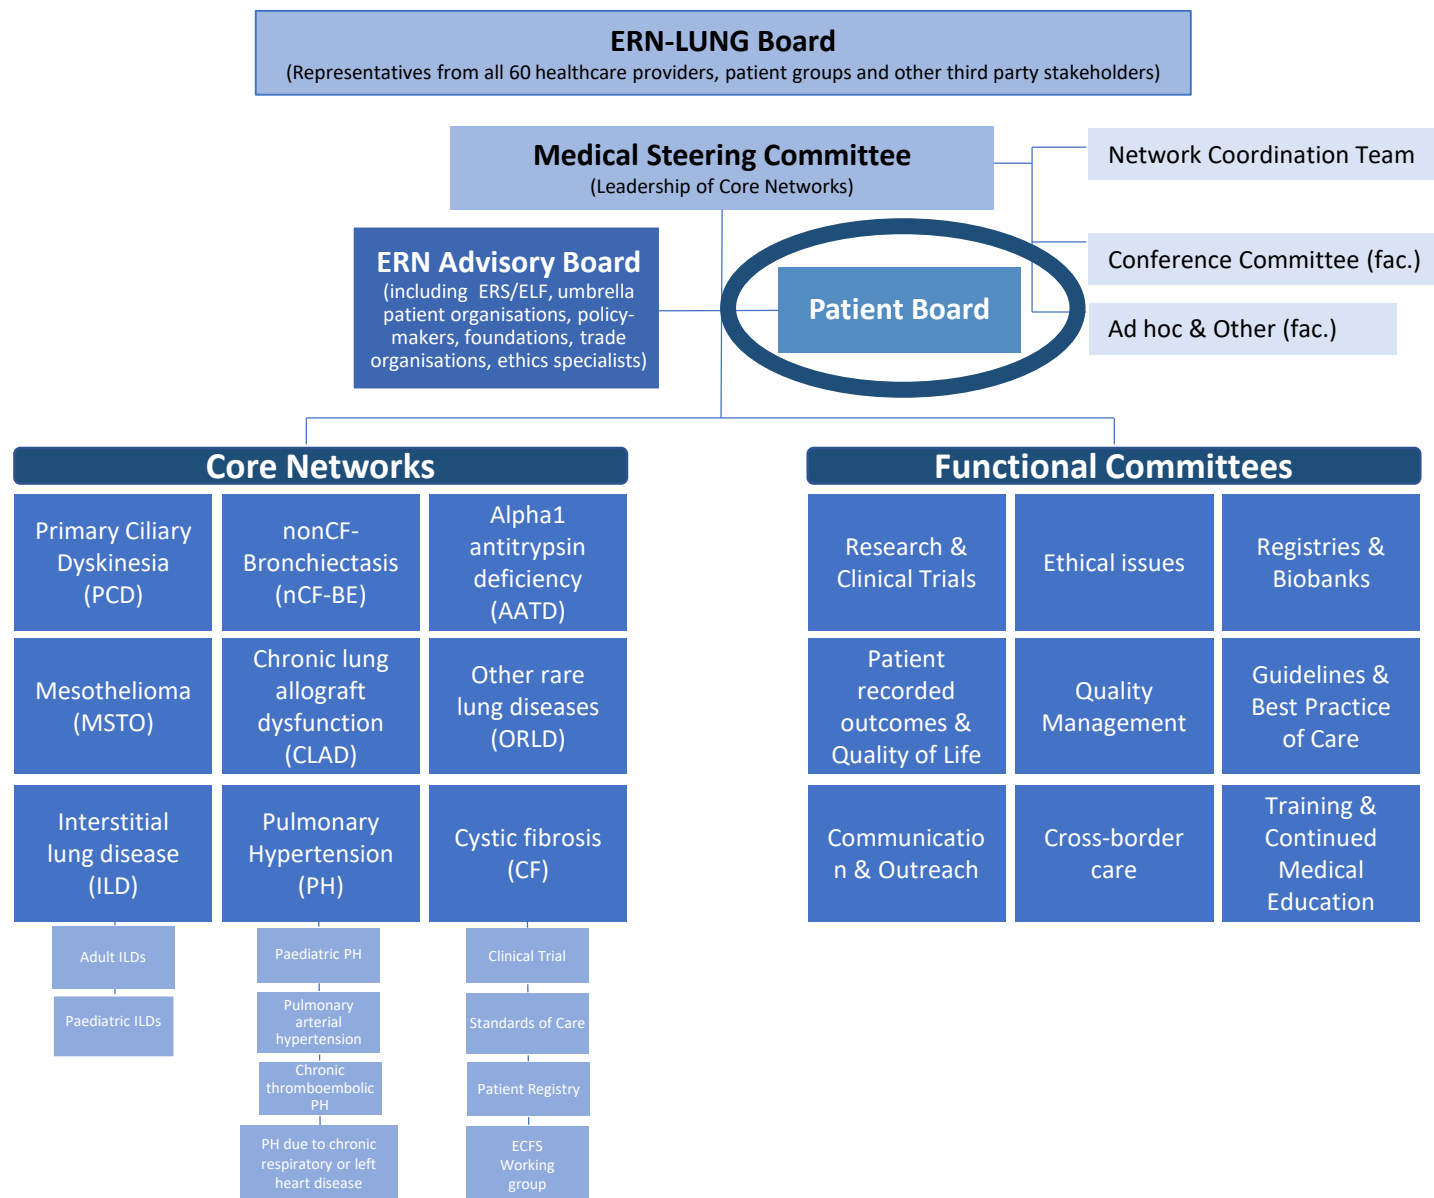 ERN-LUNG Board
(Representatives from all 60 healthcare providers, patient groups and other third party stakeholders)
Medical Steering Committee
(Leadership of Core Networks)
Network Coordination Team
Conference Committee (fac.)
Ad hoc & Other (fac.)
ERN Advisory Board
(including ERS/ELF, umbrella
patient organisations, policy-
makers, foundations, trade
organisations, ethics specialists)
Patient Board
Core Networks
Primary Ciliary
Dyskinesia
(PCD)
nonCF-
Bronchiectasis
(nCF-BE)
Alpha1
antitrypsin
deficiency
(AATD)
Mesothelioma
(MSTO)
Chronic lung
allograft
dysfunction
(CLAD)
Other rare
lung diseases
(ORLD)
Interstitial
lung disease
(ILD)
Pulmonary
Hypertension
(PH)
Cystic fibrosis
(CF)
Adult ILDs
Paediatric ILDs
Paediatric PH
Pulmonary
arterial
hypertension
Chronic
thromboembolic
PH
PH due to chronic
respiratory or left
heart disease
Clinical Trial
Standards of Care
Patient Registry
ECFS
Working
group
Functional Committees
Research &
Clinical Trials
Ethical issues
Registries &
Biobanks
Patient
recorded
outcomes &
Quality of Life
Quality
Management
Guidelines &
Best Practice
of Care
Communicatio
n & Outreach
Cross-border
care
Training &
Continued
Medical
Education